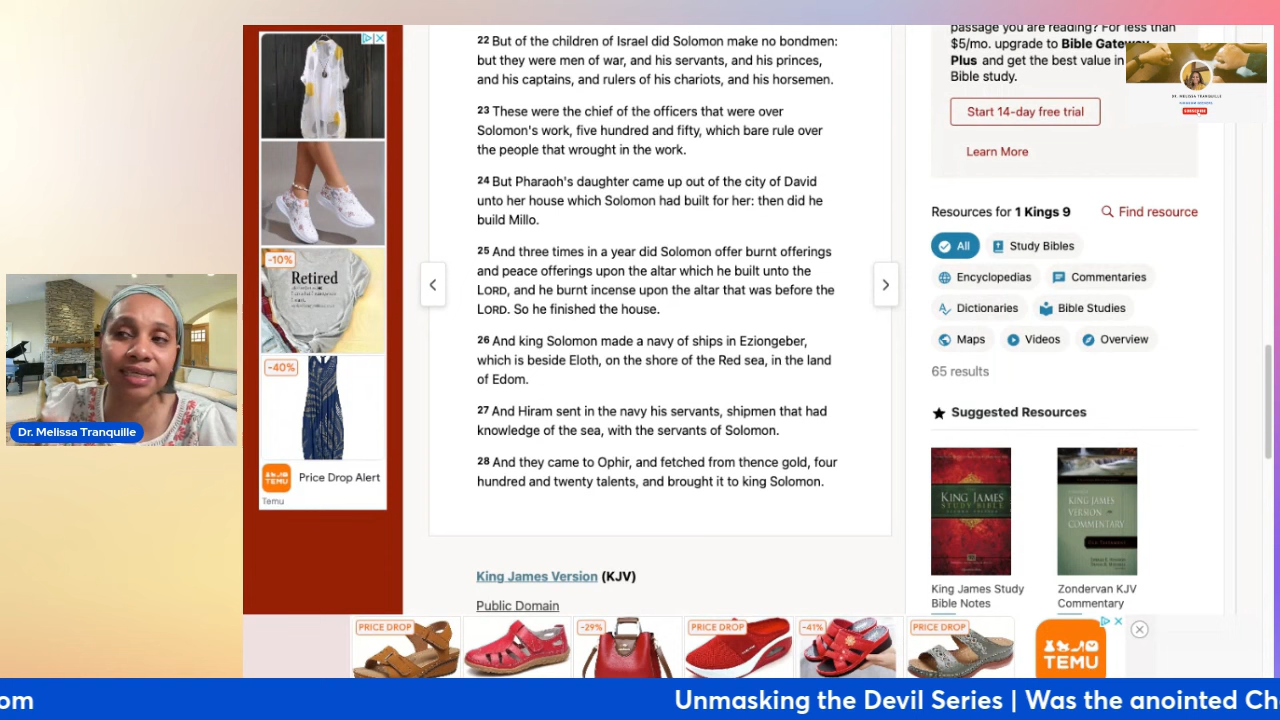 22 But of the children of Israel did Solomon make no bondmen:
but they were men of war, and his servants, and his princes,
and his captains, and rulers of his chariots, and his horsemen.
23 These were the chief of the officers that were over
Solomon's work, five hundred and fifty, which bare rule over
the people that wrought in the work.
24 But Pharaoh's daughter came up out of the city of David
unto her house which Solomon had built for her: then did he
build Millo.
25 And three times in a year did Solomon offer burnt offerings
and peace offerings upon the altar which he built unto the
LORD, and he burnt incense upon the altar that was before the
LORD. So he finished the house.
26 And king Solomon made a navy of ships in Eziongeber,
which is beside Eloth, on the shore of the Red sea, in the land
of Edom.
27 And Hiram sent in the navy his servants, shipmen that had
knowledge of the sea, with the servants of Solomon.
28 And they came to Ophir, and fetched from thence gold, four
hundred and twenty talents, and brought it to king Solomon.
King James Version (KJV)
Public Domain
passage you are reading? For less than
$5/mo. upgrade to Bible Gateway
Plus and get the best value in
Bible study.
Start 14-day free trial
Learn More
DR. MELISSA TRANQUILLE
SUBSCRIBE
Resources for 1 Kings 9
Find resource
All
Study Bibles
Encyclopedias
Commentaries
Dictionaries
Bible Studies
Maps
Videos
Overview
65 results
Suggested Resources
KING JAMES
STUDY BIBLE
KING JAMES
VERSION
COMMENTARY
King James Study
Bible Notes
Zondervan KJV
Commentary
-10%
Retired
-40%
TEMU
Price Drop Alert
Temu
Dr. Melissa Tranquille
PRICE DROP
-29%
PRICE DROP
-41%
PRICE DROP
TEMU
om
Unmasking the Devil Series | Was the anointed Ch